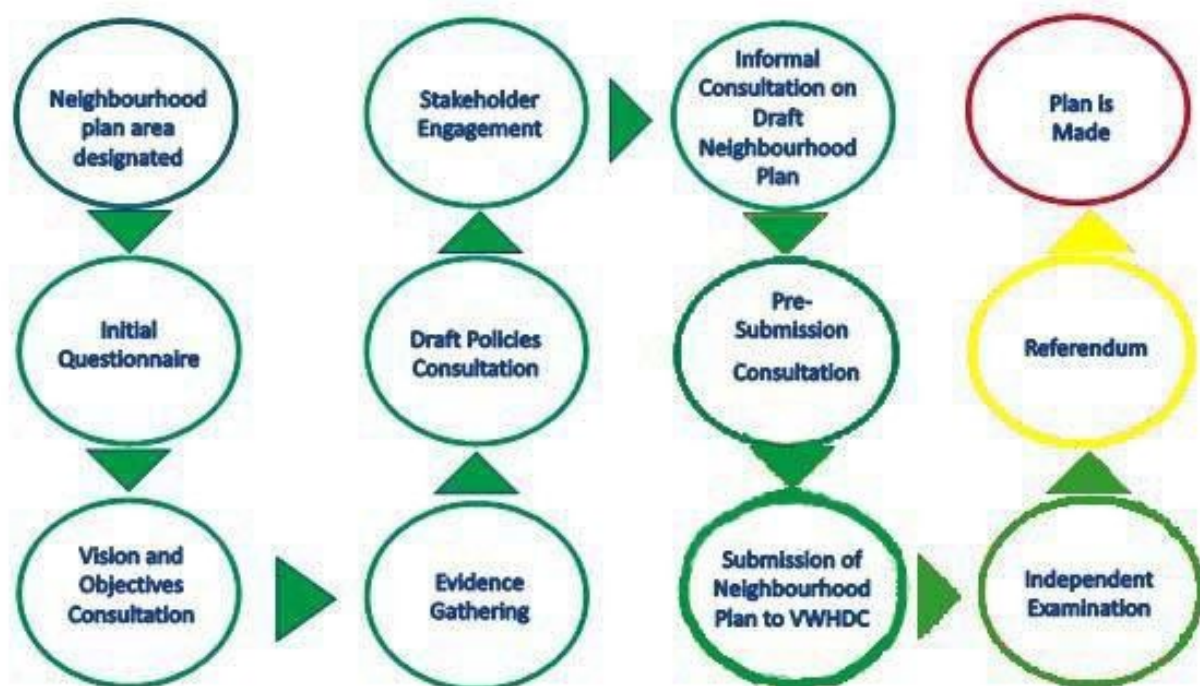 Neighbourhood
plan area
designated
Initial
Questionnaire
Vision and
Objectives
Consultation
Evidence
Gathering
Draft Policies
Consultation
Stakeholder
Engagement
Informal
Consultation on
Draft
Neighbourhood
Plan
Pre-
Submission
Consultation
Submission of
Neighbourhood
Plan to VWHDC
Independent
Examination
Referendum
Plan is
Made